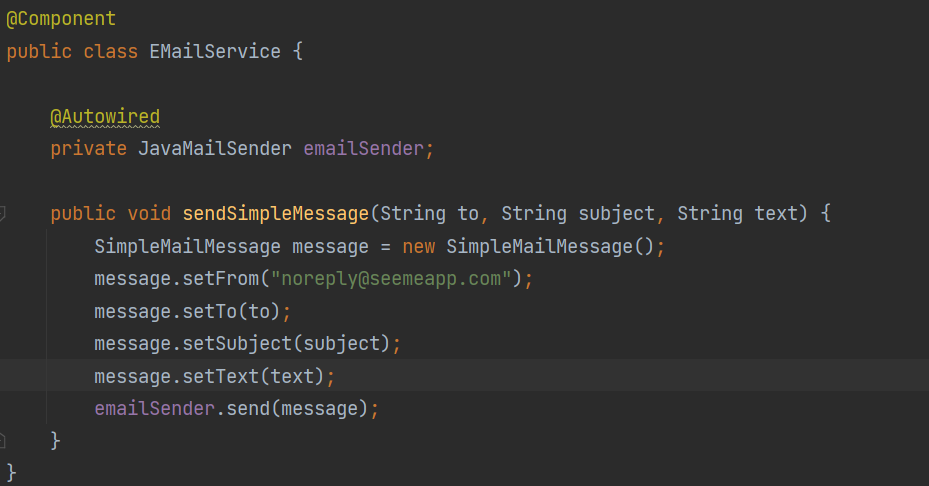 @Component
public class EMailService {
@Autowired
private JavaMailSender emailSender;
public void sendSimpleMessage(String to, String subject, String text) {
SimpleMailMessage message = new SimpleMailMessage();
message.setFrom("noreply@seemeapp.com");
message.setTo(to);
message.setSubject(subject);
message.setText(text);
emailSender.send(message);
}
}